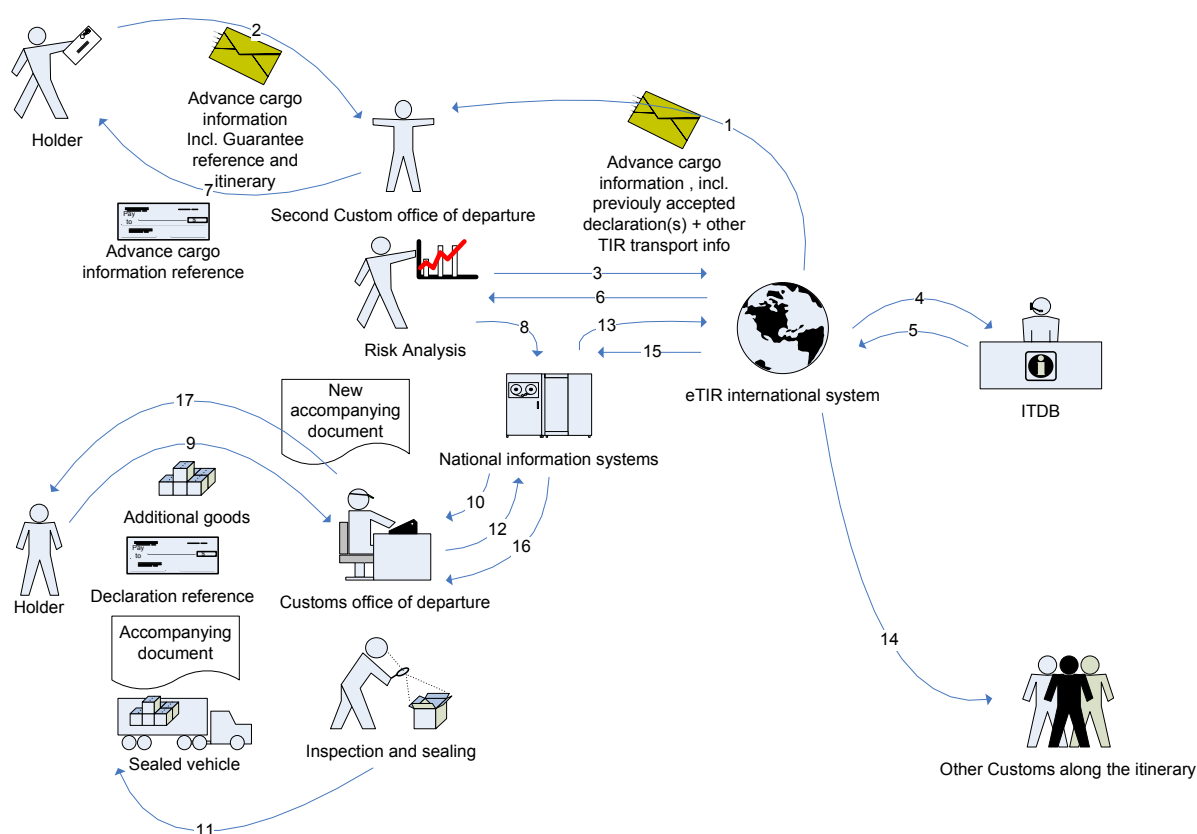 2
1
Advance cargo
information
Incl. Guarantee
reference and
itinerary
Holder
7
Second Custom office of departure
Advance cargo
information , incl.
previouly accepted
declaration(s) + other
TIR transport info
Pay
to
Advance cargo
information reference
3
6
4
5
8
13
15
Risk Analysis
eTIR international system
i
ITDB
New
accompanying
document
17
9
National information systems
10
12
16
Additional goods
Pay
to
Holder
Declaration reference
Customs office of departure
Accompanying
document
14
Sealed vehicle
Inspection and sealing
Other Customs along the itinerary
11